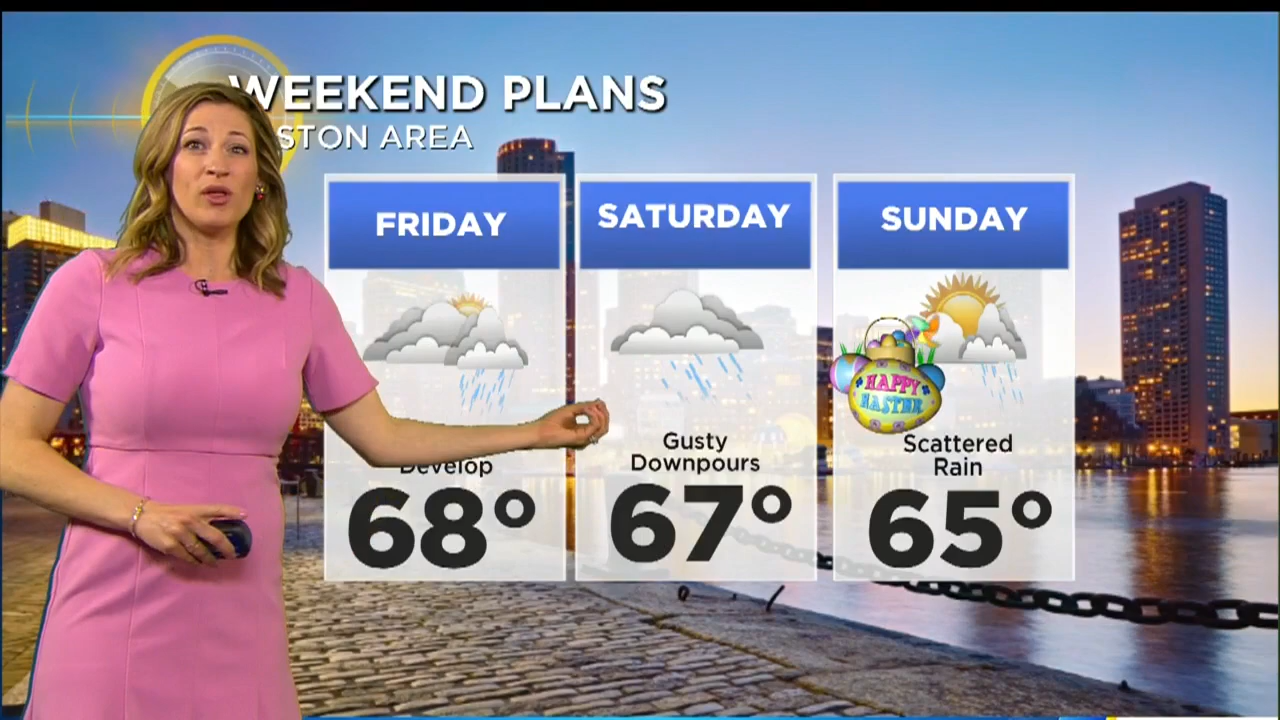 WEEKEND PLANS
STON AREA
FRIDAY
SATURDAY
SUNDAY
HAPPY
EASTER
Develop
Gusty
Downpours
Scattered
Rain
68°
67°
65°